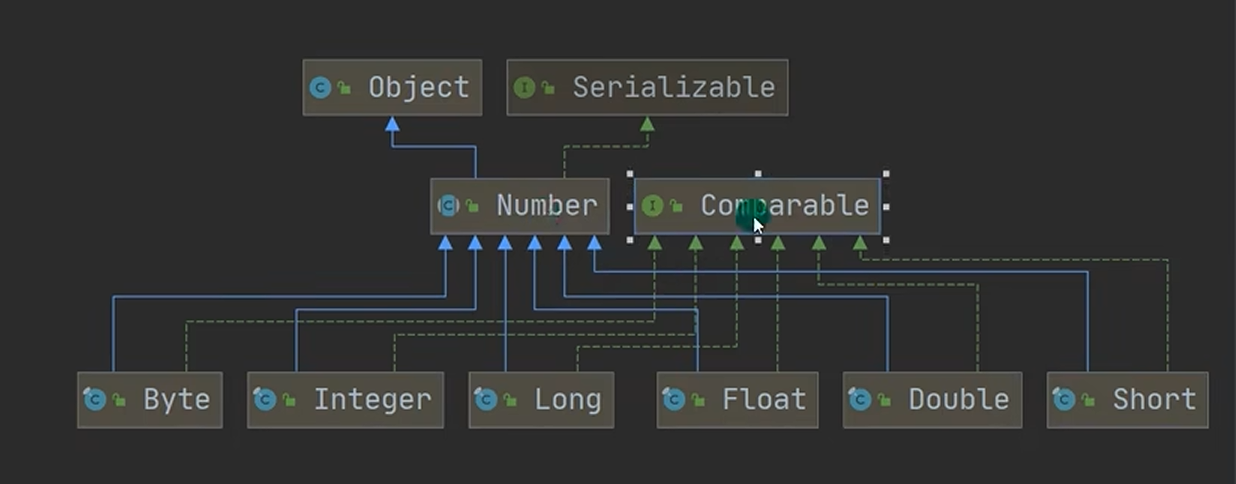 Object Serializable
Number Comparable
Byte Integer Long Float Double Short